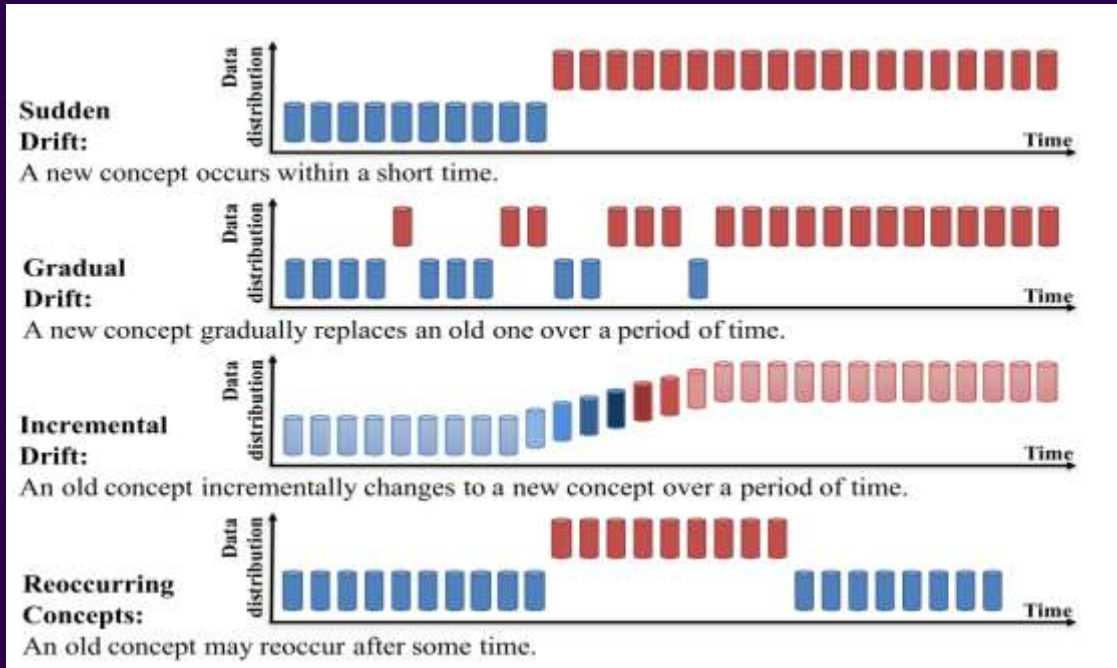 Data
distribution
Sudden
Drift:
Time
A new concept occurs within a short time.
Data
distribution
Gradual
Drift:
Time
A new concept gradually replaces an old one over a period of time.
Data
distribution
Incremental
Drift:
Time
An old concept incrementally changes to a new concept over a period of time.
Data
distribution
Reoccurring
Concepts:
Time
An old concept may reoccur after some time.